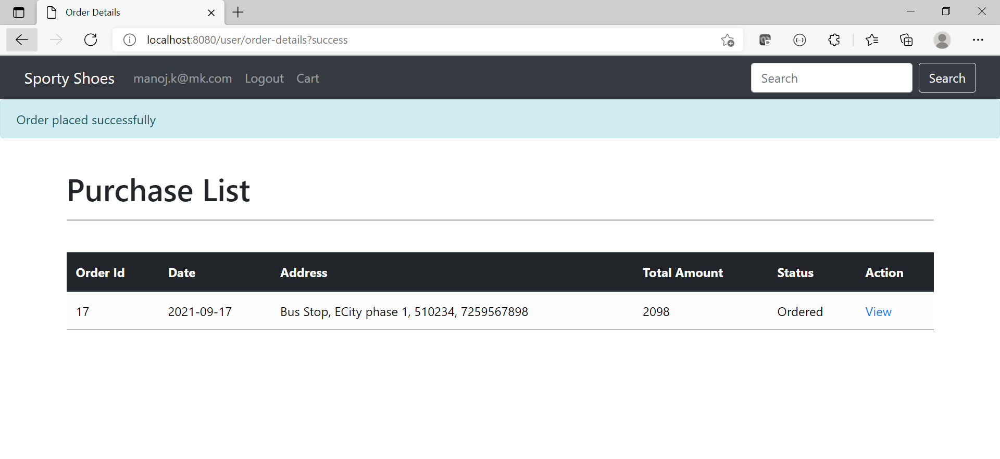 Order Details
localhost:8080/user/order-details?success
Sporty Shoes manoj.k@mk.com Logout Cart Search Search
Order placed successfully
Purchase List
Order Id Date Address Total Amount Status Action
17 2021-09-17 Bus Stop, ECity phase 1, 510234, 7259567898 2098 Ordered View